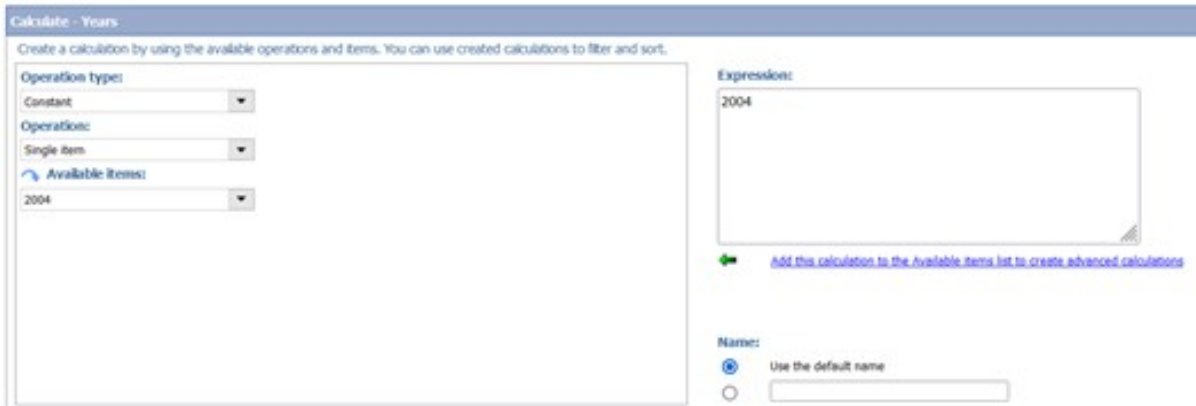 Calculate - Years
Create a calculation by using the available operations and items. You can use created calculations to filter and sort.
Operation type:
Constant
Operation:
Single item
Available items:
2004
Expression:
2004
Add this calculation to the Available items list to create advanced calculations
Name:
Use the default name